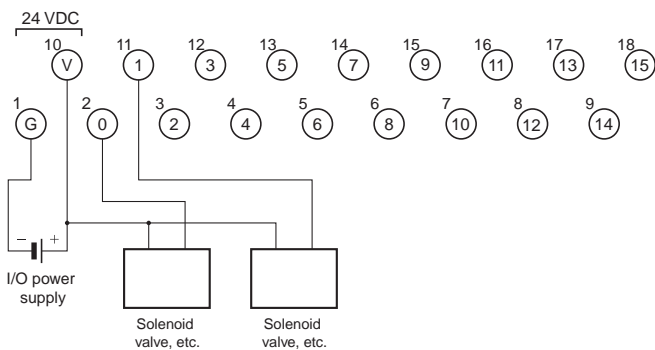 24 VDC
10 11 12 13 14 15 16 17 18
V 1 3 5 7 9 11 13 15
1 2 3 4 5 6 7 8 9
G 0 2 4 6 8 10 12 14
− +
I/O power
supply
Solenoid
valve, etc.
Solenoid
valve, etc.